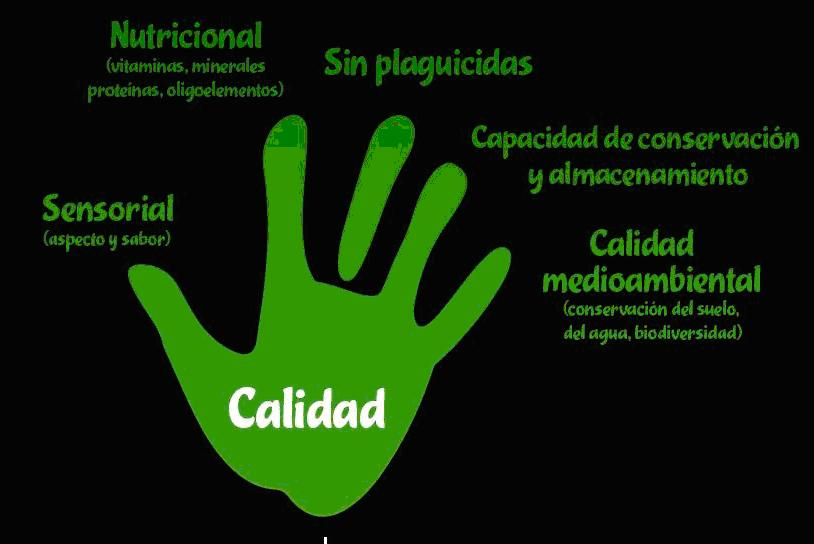 Nutricional
(vitaminas, minerales
proteínas, oligoelementos)
Sin plaguicidas
Capacidad de conservación
y almacenamiento
Sensorial
(aspecto y sabor)
Calidad
medioambiental
(conservación del suelo,
del agua, biodiversidad)
Calidad